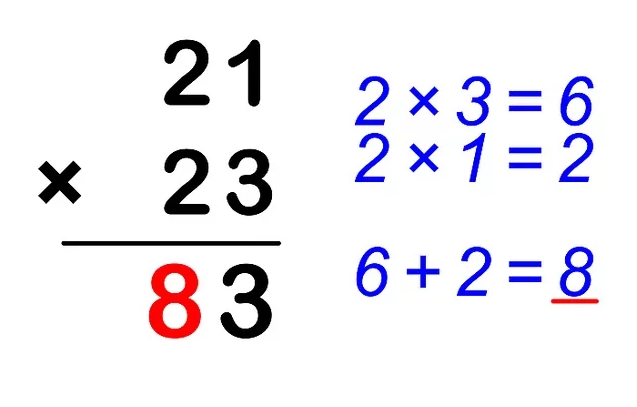 21
× 23
83
2 × 3 = 6
2 × 1 = 2
6 + 2 = 8